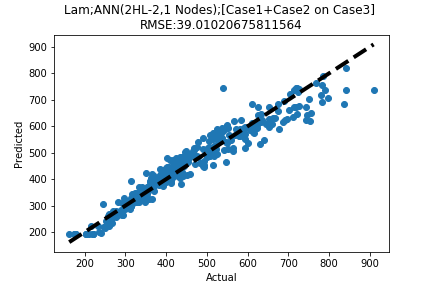 Lam;ANN(2HL-2,1 Nodes);[Case1+Case2 on Case3]
RMSE:39.01020675811564
900
800
700
600
500
400
300
200
Predicted
200 300 400 500 600 700 800 900
Actual